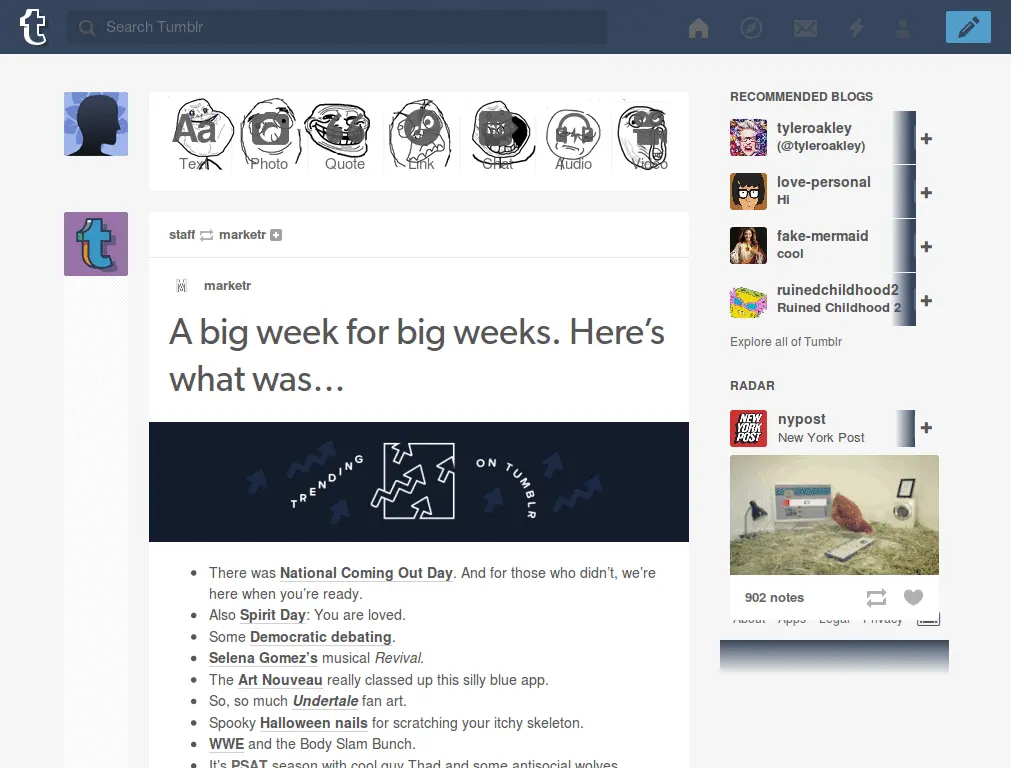 Search Tumblr
Text Photo Quote Link Chat Audio Video
staff marketr
marketr
A big week for big weeks. Here’s
what was…
TRENDING ON TUMBLR
There was National Coming Out Day. And for those who didn’t, we’re
here when you’re ready.
Also Spirit Day: You are loved.
Some Democratic debating.
Selena Gomez’s musical Revival.
The Art Nouveau really classed up this silly blue app.
So, so much Undertale fan art.
Spooky Halloween nails for scratching your itchy skeleton.
WWE and the Body Slam Bunch.
It’s PSAT season with cool guy Thad and some antisocial wolves.
RECOMMENDED BLOGS
tyleroakley
(@tyleroakley)
love-personal
Hi
fake-mermaid
cool
ruinedchildhood2
Ruined Childhood 2
Explore all of Tumblr
RADAR
NEW
YORK
POST
nypost
New York Post
902 notes
About Apps Legal Privacy